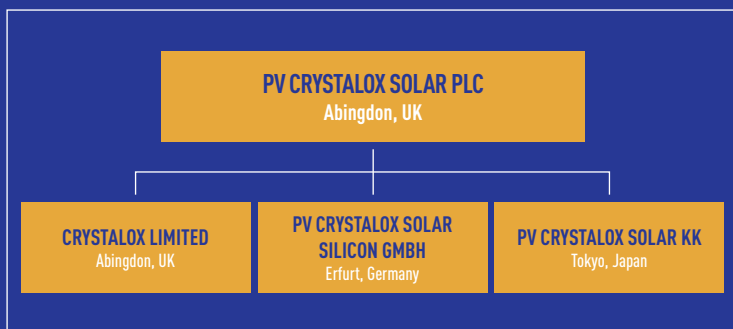 PV CRYSTALOX SOLAR PLC
Abingdon, UK
CRYSTALOX LIMITED
Abingdon, UK
PV CRYSTALOX SOLAR
SILICON GMBH
Erfurt, Germany
PV CRYSTALOX SOLAR KK
Tokyo, Japan